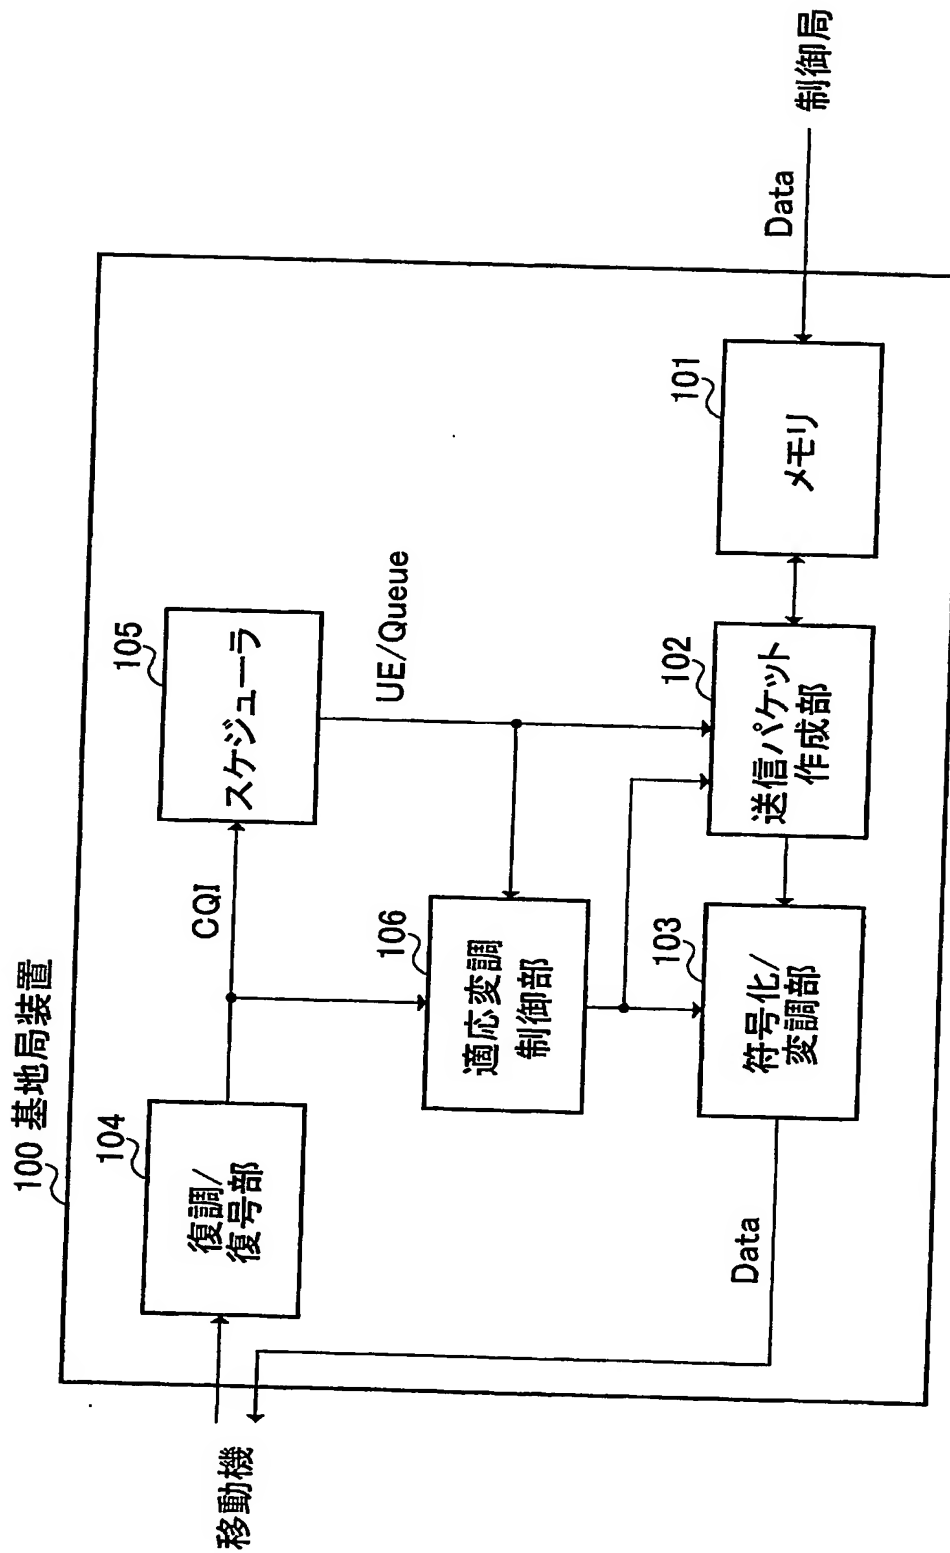 100 基地局装置
移動機
104
復調/
復号部
CQI
105
スケジューラ
UE/Queue
106
適応変調
制御部
103
符号化/
変調部
Data
102
送信パケット
作成部
101
メモリ
Data
制御局